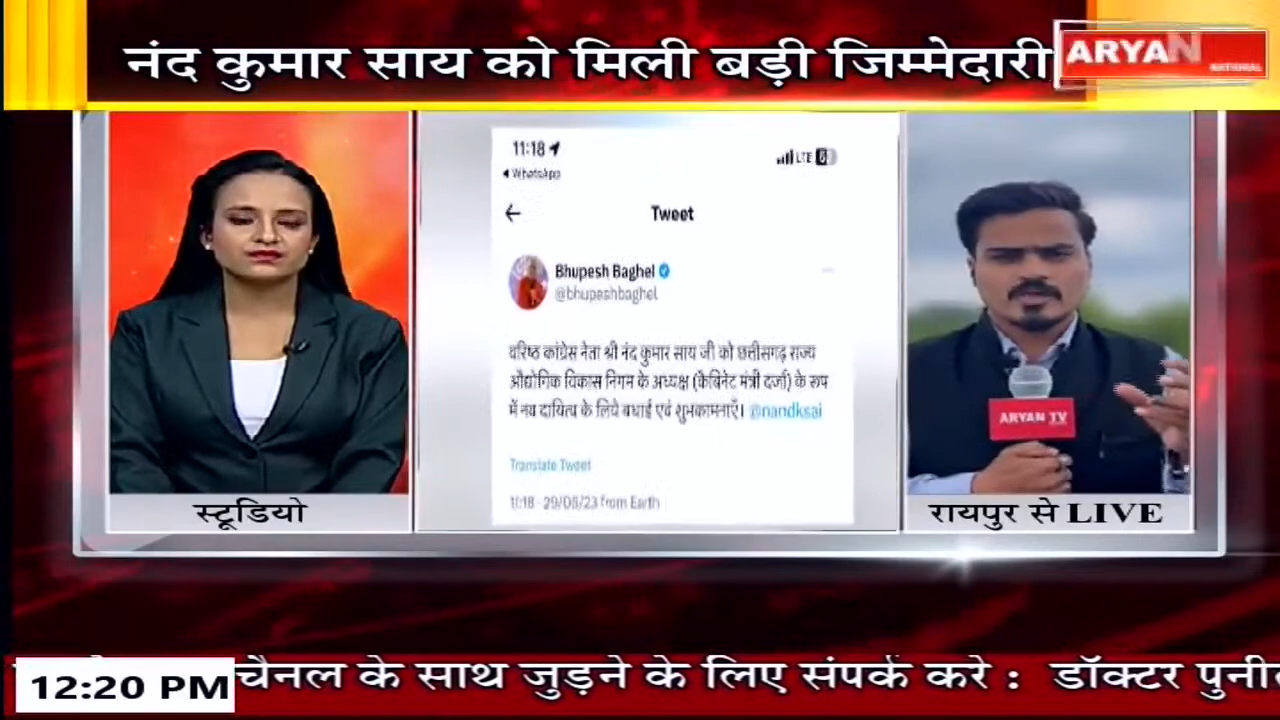 नंद कुमार साय को मिली बड़ी जिम्मेदारी
ARYAN
NATIONAL
11:18
LTE
WhatsApp
Tweet
Bhupesh Baghel
@bhupeshbaghel
वरिष्ठ कांग्रेस नेता श्री नंद कुमार साय जी को छत्तीसगढ़ राज्य
औद्योगिक विकास निगम के अध्यक्ष (कैबिनेट मंत्री दर्जा) के रूप
में नव दायित्व के लिये बधाई एवं शुभकामनाएँ। @nandksai
Translate Tweet
11:18 - 29/06/23 from Earth
ARYAN TV
स्टूडियो
रायपुर से LIVE
12:20 PM
चैनल के साथ जुड़ने के लिए संपर्क करे : डॉक्टर